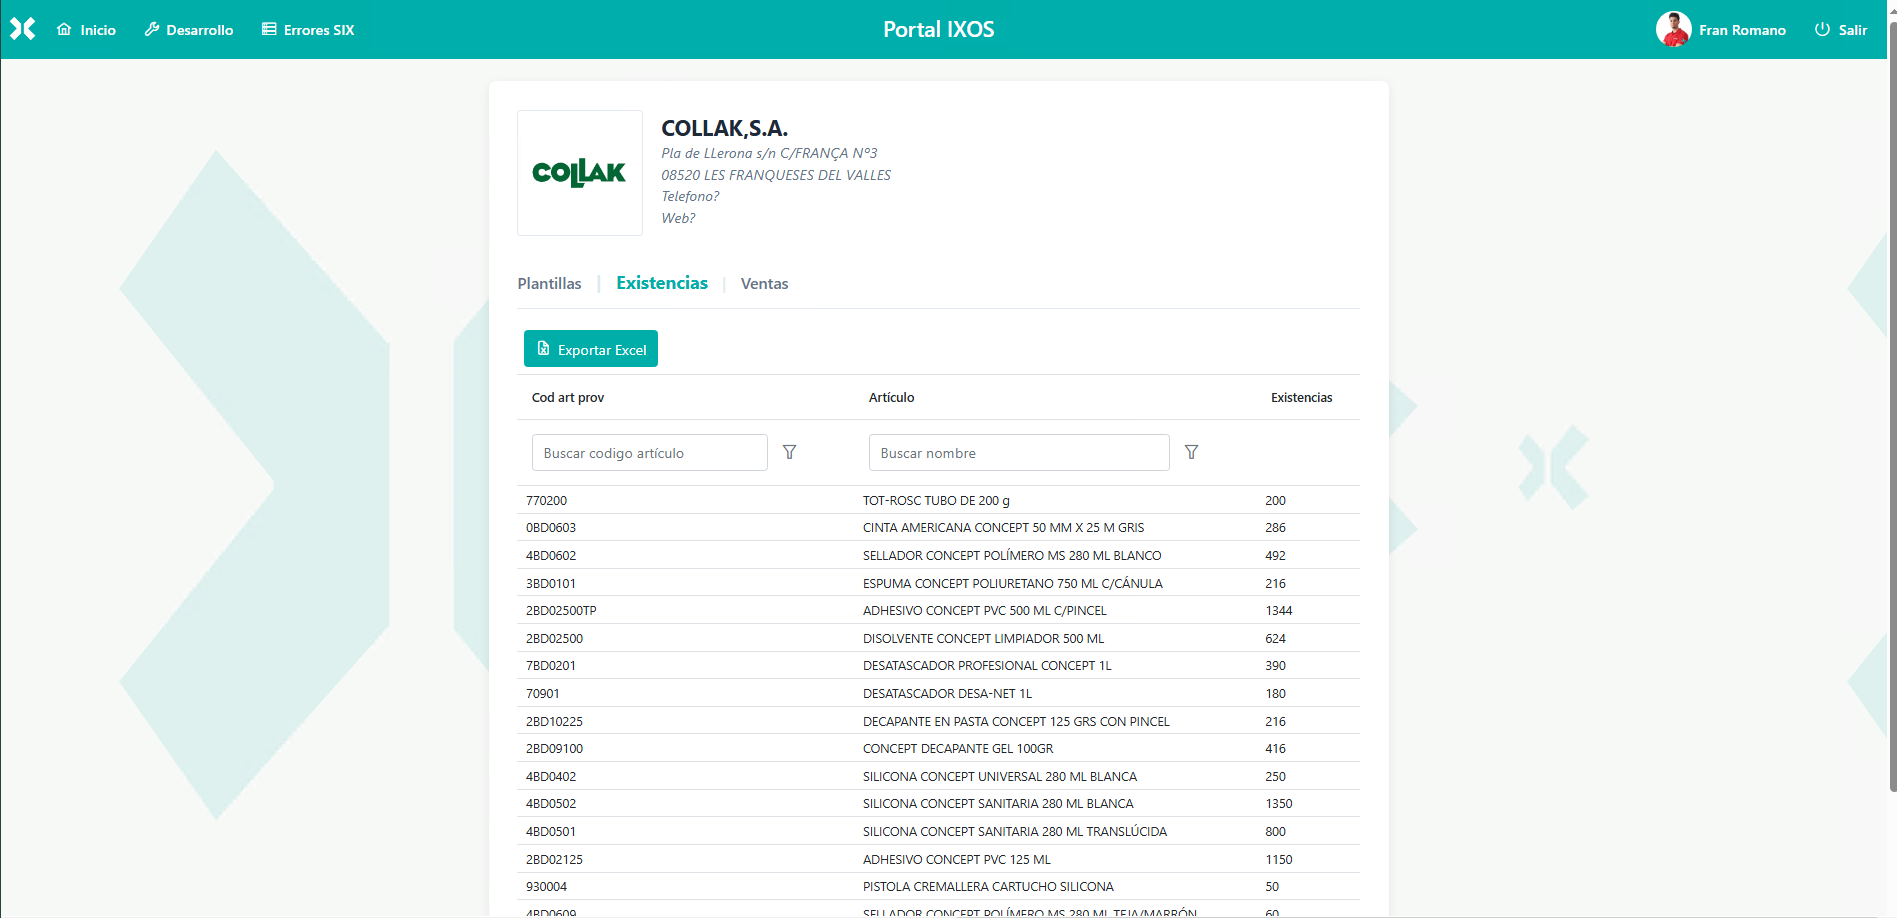 Inicio Desarrollo Errores SIX Portal IXOS Fran Romano Salir
COLLAK
COLLAK,S.A.
Pla de LLerona s/n C/FRANÇA Nº3
08520 LES FRANQUESES DEL VALLES
Telefono?
Web?
Plantillas Existencias Ventas
Exportar Excel
Cod art prov Artículo Existencias
Buscar codigo artículo Buscar nombre
770200 TOT-ROSC TUBO DE 200 g 200
0BD0603 CINTA AMERICANA CONCEPT 50 MM X 25 M GRIS 286
4BD0602 SELLADOR CONCEPT POLÍMERO MS 280 ML BLANCO 492
3BD0101 ESPUMA CONCEPT POLIURETANO 750 ML C/CÁNULA 216
2BD02500TP ADHESIVO CONCEPT PVC 500 ML C/PINCEL 1344
2BD02500 DISOLVENTE CONCEPT LIMPIADOR 500 ML 624
7BD0201 DESATASCADOR PROFESIONAL CONCEPT 1L 390
70901 DESATASCADOR DESA-NET 1L 180
2BD10225 DECAPANTE EN PASTA CONCEPT 125 GRS CON PINCEL 216
2BD09100 CONCEPT DECAPANTE GEL 100GR 416
4BD0402 SILICONA CONCEPT UNIVERSAL 280 ML BLANCA 250
4BD0502 SILICONA CONCEPT SANITARIA 280 ML BLANCA 1350
4BD0501 SILICONA CONCEPT SANITARIA 280 ML TRANSLÚCIDA 800
2BD02125 ADHESIVO CONCEPT PVC 125 ML 1150
930004 PISTOLA CREMALLERA CARTUCHO SILICONA 50
4BD0609 SELLADOR CONCEPT POLÍMERO MS 280 ML TEJA/MARRÓN 60